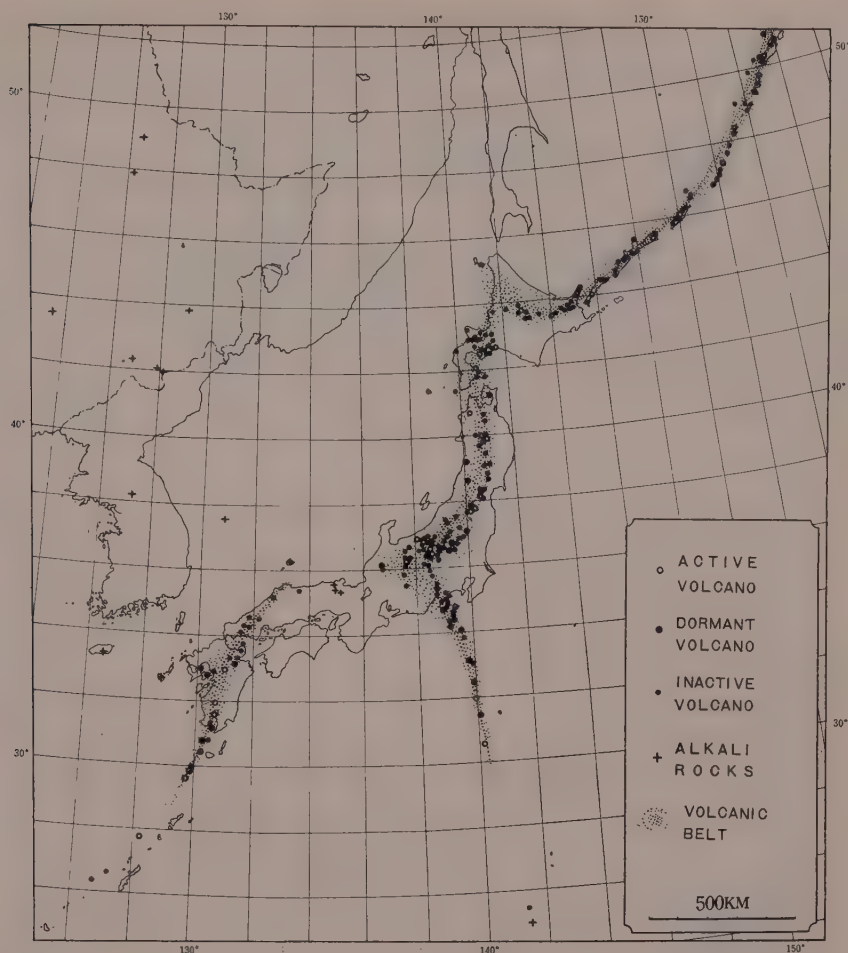 130°
140°
150°
50°
50°
40°
40°
30°
30°
ACTIVE
VOLCANO
DORMANT
VOLCANO
INACTIVE
VOLCANO
ALKALI
ROCKS
VOLCANIC
BELT
500KM
130°
140°
150°